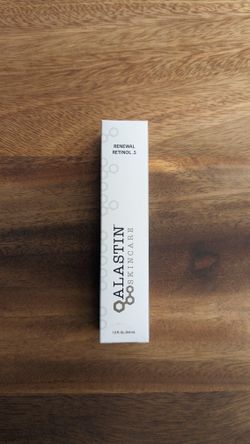 RENEWAL
RETINOL .5
ALASTIN
SKINCARE